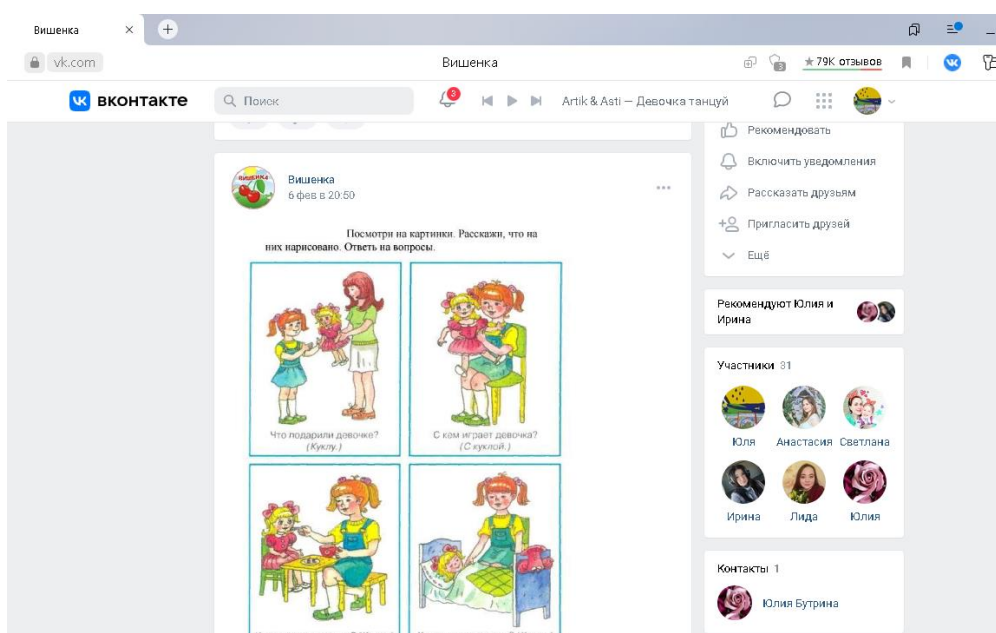 Вишенка
vk.com
Вишенка
3
79К отзывов
вконтакте
Поиск
3
Artik & Asti — Девочка танцуй
Рекомендовать
Включить уведомления
Рассказать друзьям
Пригласить друзей
Ещё
Вишенка
6 фев в 20:50
Посмотри на картинки. Расскажи, что на
них нарисовано. Ответь на вопросы.
Что подарили девочке?
(Куклу.)
С кем играет девочка?
(С куклой.)
Рекомендуют Юлия и
Ирина
Участники 31
Юля Анастасия Светлана
Ирина Лида Юлия
Контакты 1
Юлия Бутрина